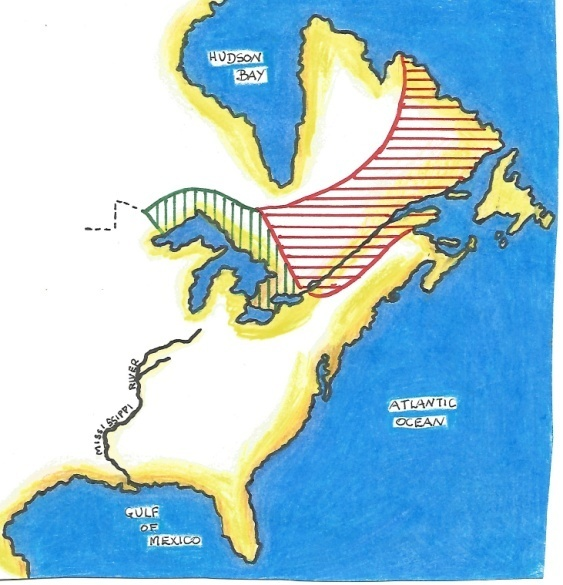 HUDSON
BAY
MISSISSIPPI RIVER
ATLANTIC
OCEAN
GULF
OF
MEXICO